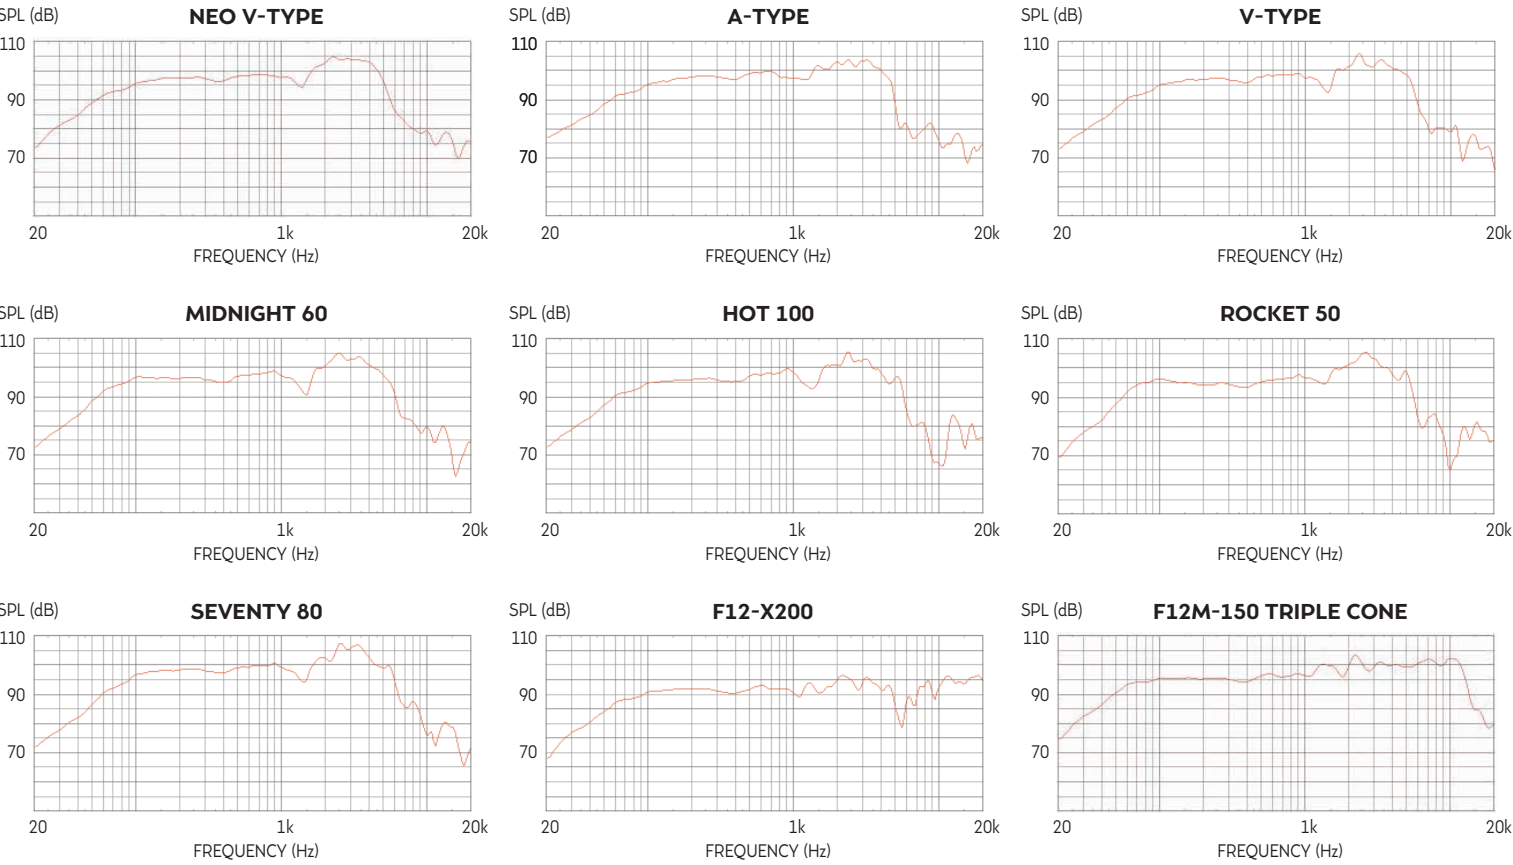 SPL (dB) NEO V-TYPE
110
90
70
20 1k 20k
FREQUENCY (Hz)
SPL (dB) A-TYPE
110
90
70
20 1k 20k
FREQUENCY (Hz)
SPL (dB) V-TYPE
110
90
70
20 1k 20k
FREQUENCY (Hz)
SPL (dB) MIDNIGHT 60
110
90
70
20 1k 20k
FREQUENCY (Hz)
SPL (dB) HOT 100
110
90
70
20 1k 20k
FREQUENCY (Hz)
SPL (dB) ROCKET 50
110
90
70
20 1k 20k
FREQUENCY (Hz)
SPL (dB) SEVENTY 80
110
90
70
20 1k 20k
FREQUENCY (Hz)
SPL (dB) F12-X200
110
90
70
20 1k 20k
FREQUENCY (Hz)
SPL (dB) F12M-150 TRIPLE CONE
110
90
70
20 1k 20k
FREQUENCY (Hz)